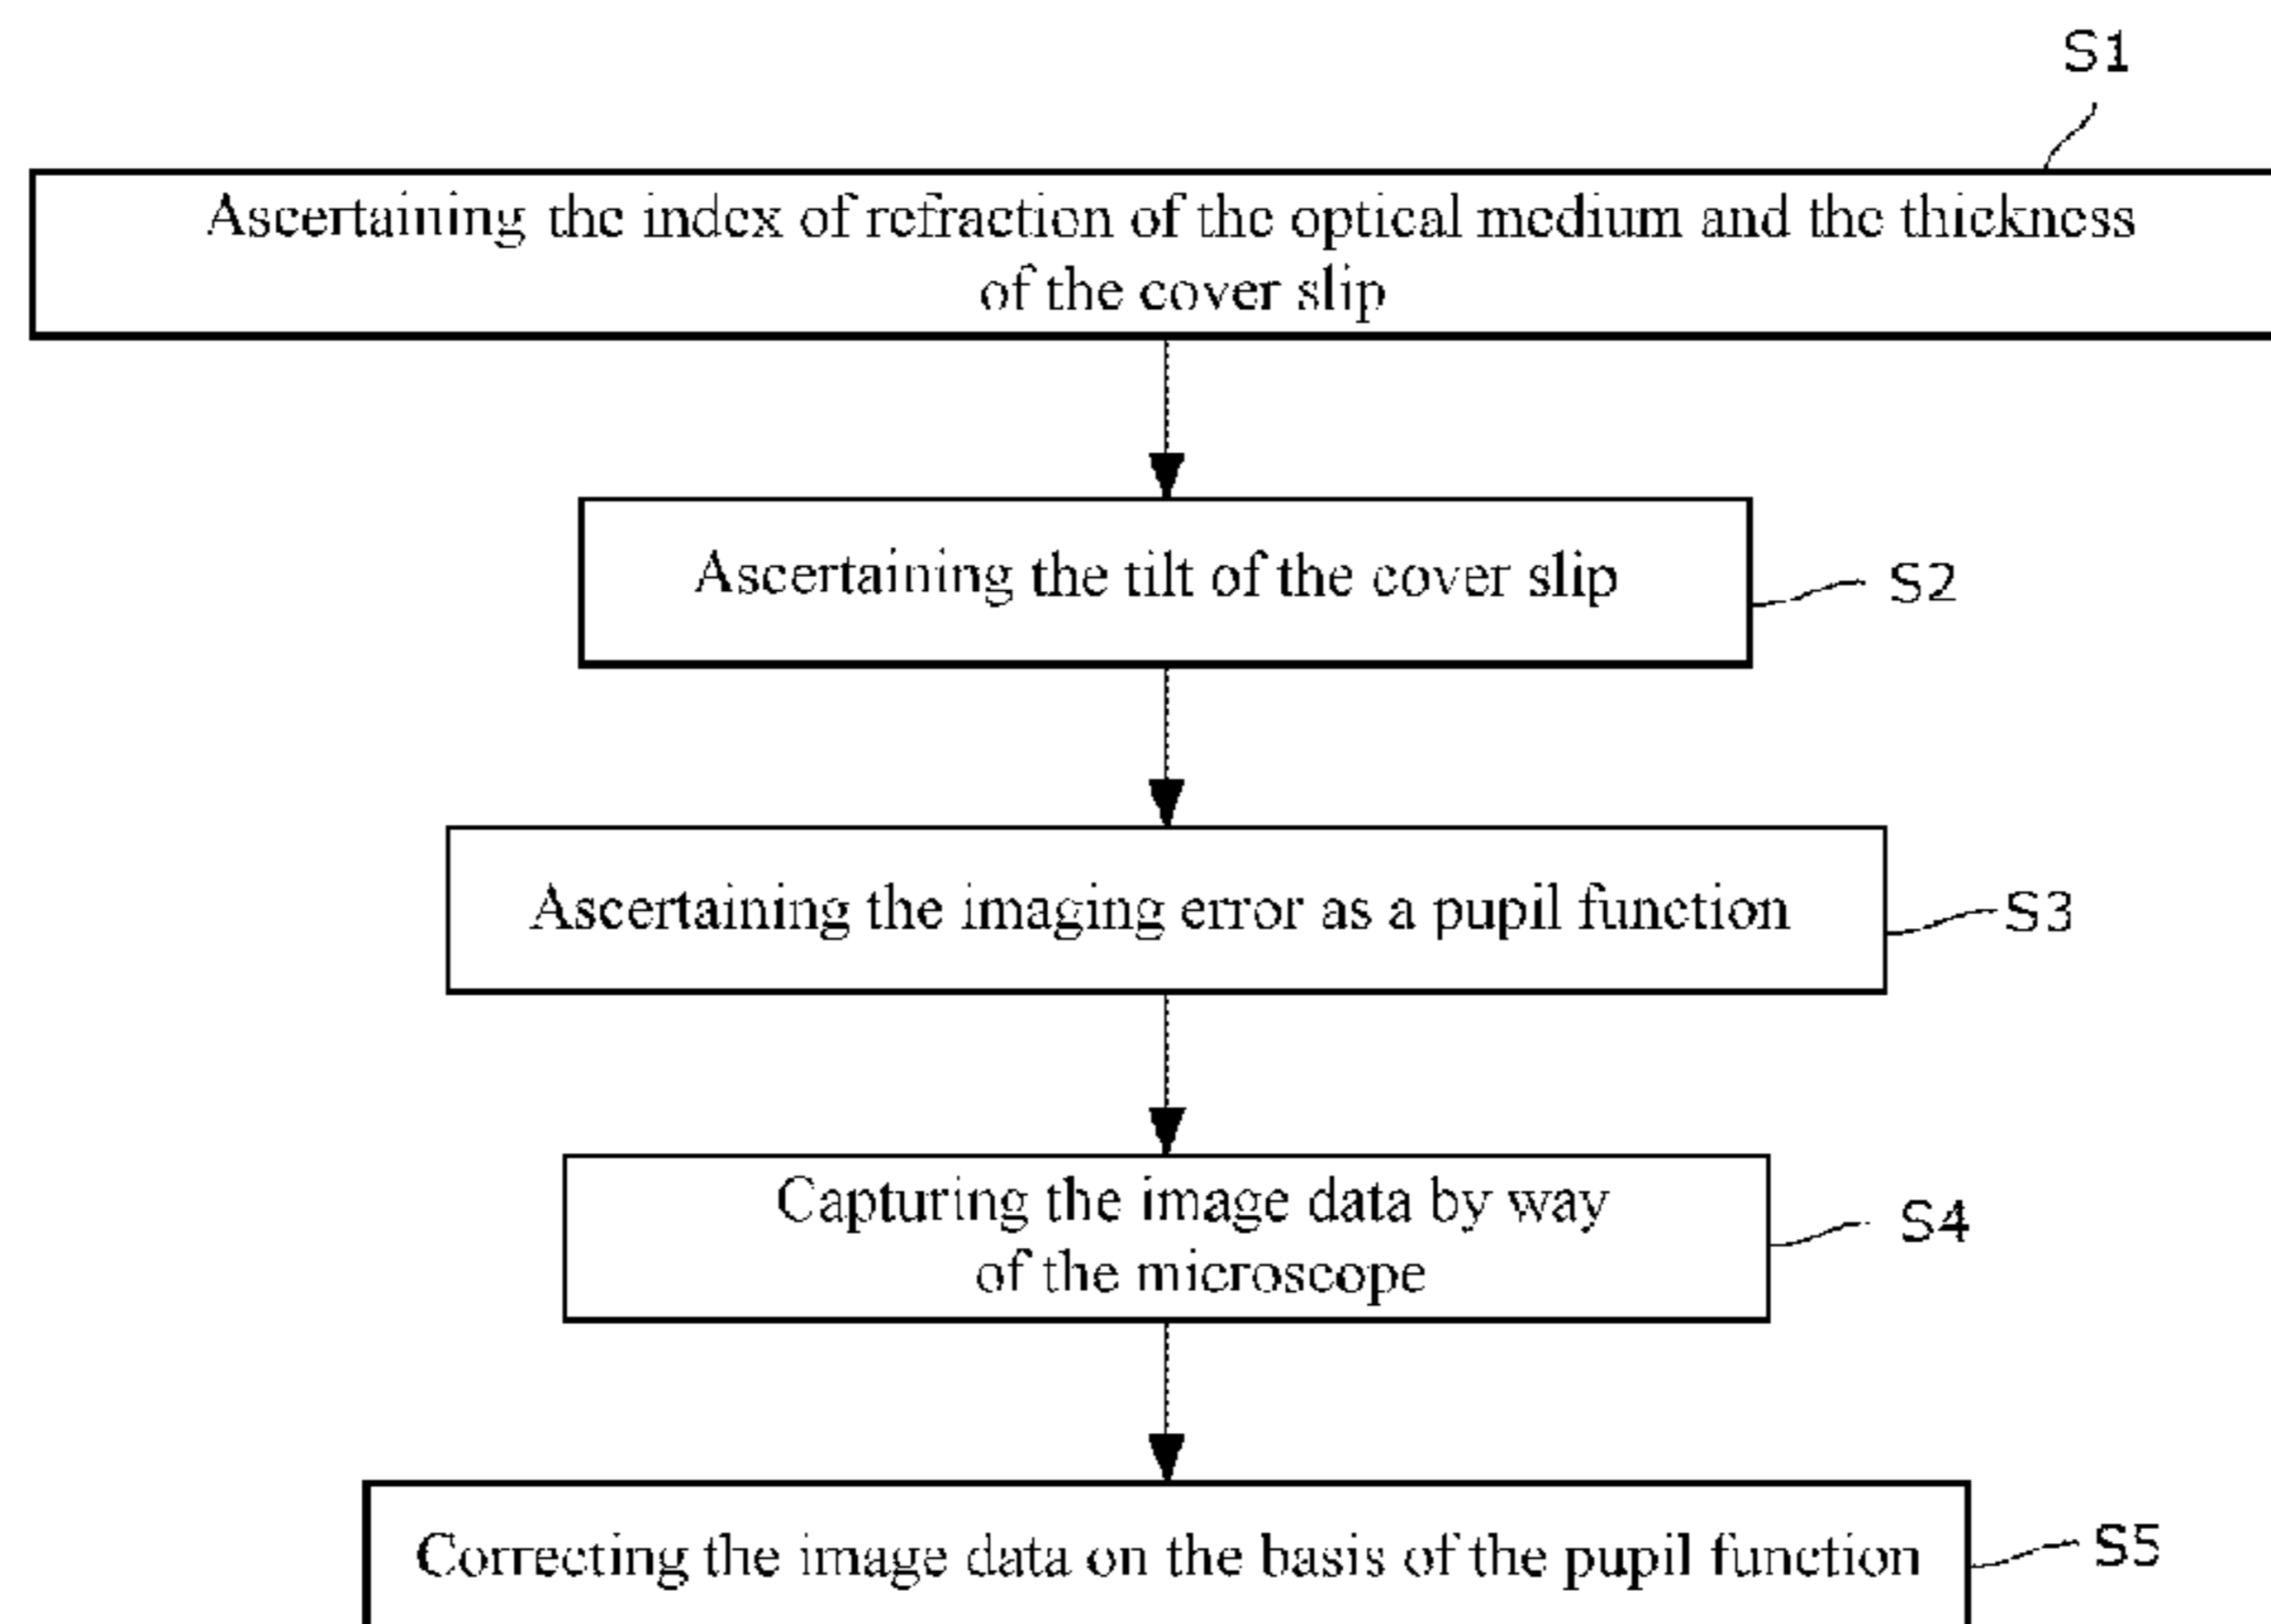 S1
Ascertaining the index of refraction of the optical medium and the thickness
of the cover slip
Ascertaining the tilt of the cover slip
S2
Ascertaining the imaging error as a pupil function
S3
Capturing the image data by way
of the microscope
S4
Correcting the image data on the basis of the pupil function
S5